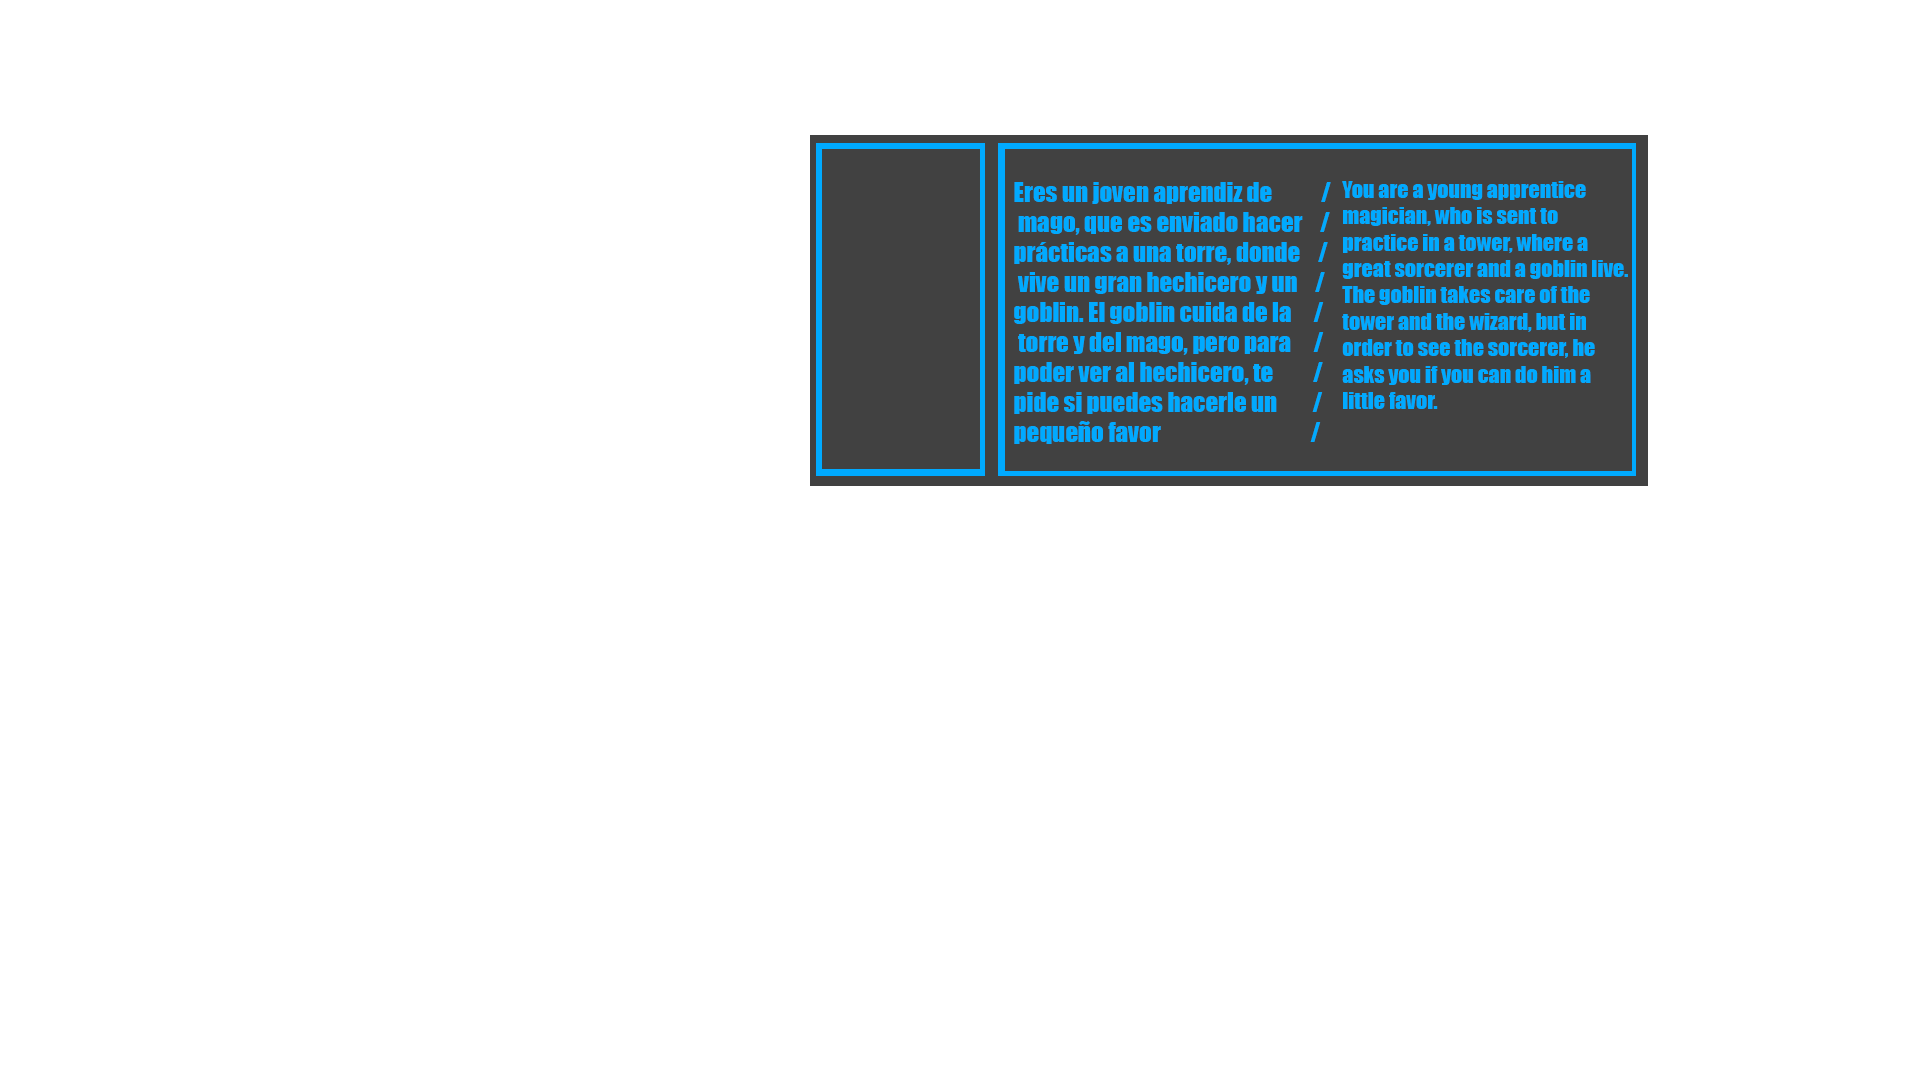 Eres un joven aprendiz de /
mago, que es enviado hacer /
prácticas a una torre, donde /
vive un gran hechicero y un /
goblin. El goblin cuida de la /
torre y del mago, pero para /
poder ver al hechicero, te /
pide si puedes hacerle un /
pequeño favor /
You are a young apprentice
magician, who is sent to
practice in a tower, where a
great sorcerer and a goblin live.
The goblin takes care of the
tower and the wizard, but in
order to see the sorcerer, he
asks you if you can do him a
little favor.